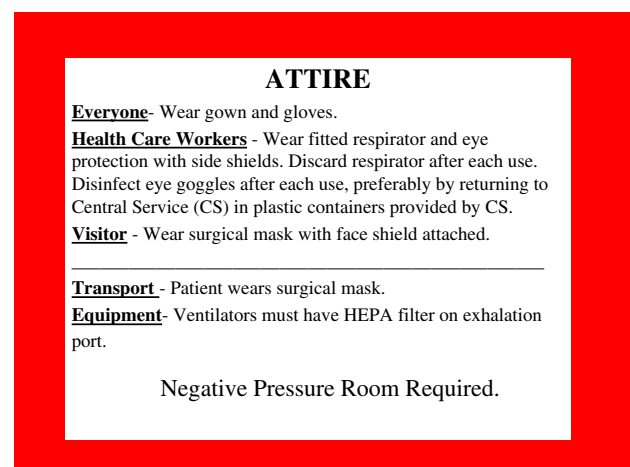 ATTIRE
Everyone- Wear gown and gloves.
Health Care Workers - Wear fitted respirator and eye
protection with side shields. Discard respirator after each use.
Disinfect eye goggles after each use, preferably by returning to
Central Service (CS) in plastic containers provided by CS.
Visitor - Wear surgical mask with face shield attached.
Transport - Patient wears surgical mask.
Equipment- Ventilators must have HEPA filter on exhalation
port.
Negative Pressure Room Required.